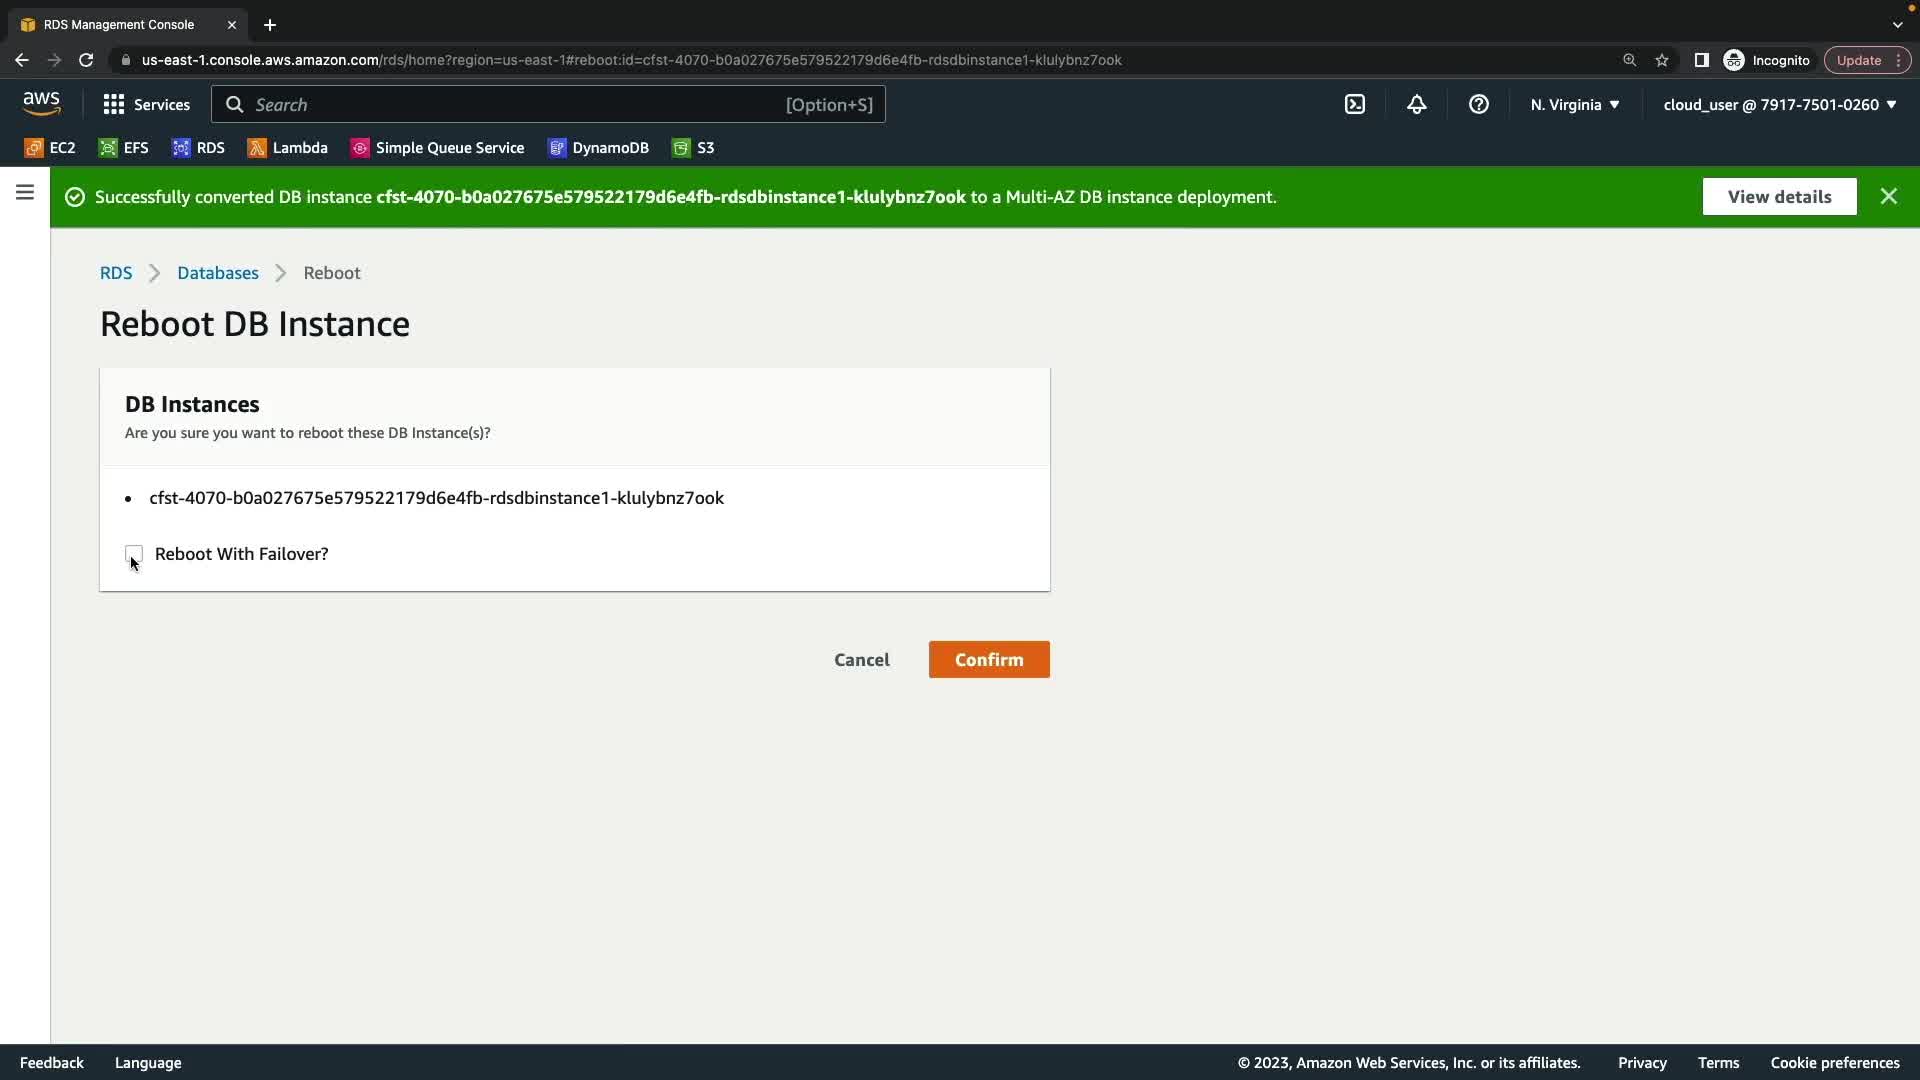 RDS Management Console
us-east-1.console.aws.amazon.com/rds/home?region=us-east-1#reboot:id=cfst-4070-b0a027675e579522179d6e4fb-rdsdbinstance1-klulybnz7ook
Incognito
Update
aws
Services
Search
[Option+S]
N. Virginia
cloud_user @ 7917-7501-0260
EC2
EFS
RDS
Lambda
Simple Queue Service
DynamoDB
S3
Successfully converted DB instance cfst-4070-b0a027675e579522179d6e4fb-rdsdbinstance1-klulybnz7ook to a Multi-AZ DB instance deployment.
View details
RDS
Databases
Reboot
Reboot DB Instance
DB Instances
Are you sure you want to reboot these DB Instance(s)?
cfst-4070-b0a027675e579522179d6e4fb-rdsdbinstance1-klulybnz7ook
Reboot With Failover?
Cancel
Confirm
Feedback
Language
© 2023, Amazon Web Services, Inc. or its affiliates.
Privacy
Terms
Cookie preferences